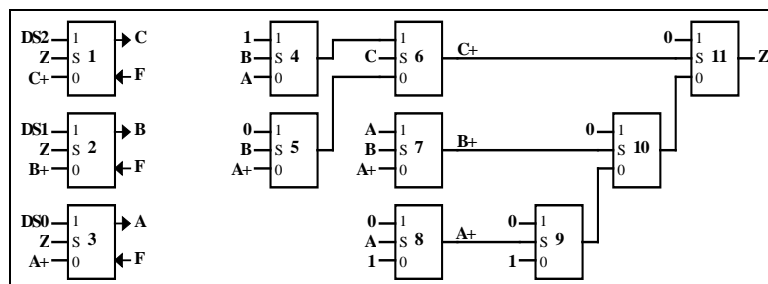 DS2 1 C 1 1 1 0 1
Z S 1 B S 4 C S 6 C+ S 11 Z
C+ 0 F A 0 0 0
DS1 1 B 0 1 A 1 0 1
Z S 2 B S 5 B S 7 B+ S 10
B+ 0 F A+ 0 A+ 0 0
DS0 1 A 0 1 0 1
Z S 3 A S 8 A+ S 9
A+ 0 F 1 0 1 0